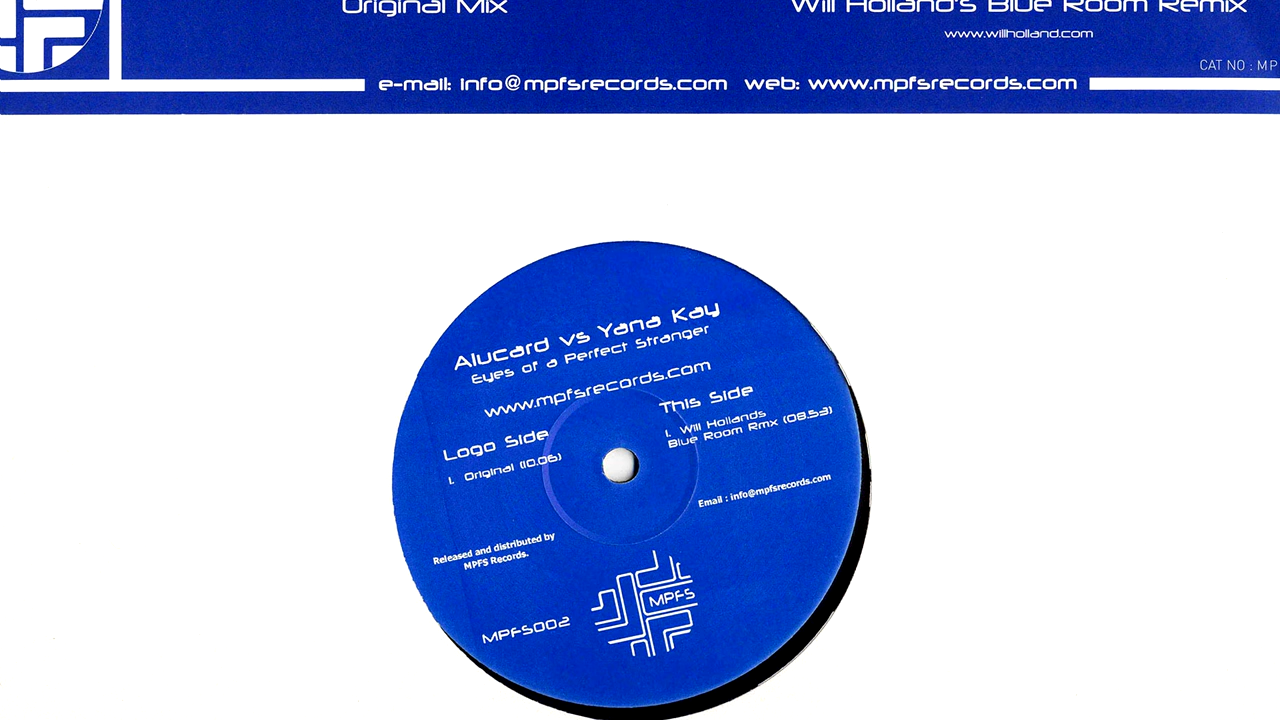 Original Mix
Will Holland's Blue Room Remix
www.willholland.com
CAT NO : MP
e-mail: info@mpfsrecords.com web: www.mpfsrecords.com
Alucard vs Yana Kay
Eyes of a Perfect Stranger
www.mpfsrecords.com
Logo Side
1. Original (10.06)
This Side
1. Will Hollands
Blue Room Rmx (08.53)
Email : info@mpfsrecords.com
Released and distributed by
MPFS Records.
MPFS002
MPFS